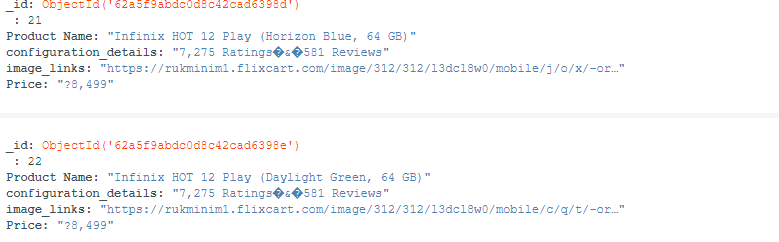 _id: ObjectId('62a5f9abdc0d8c42cad6398d')
: 21
Product Name: "Infinix HOT 12 Play (Horizon Blue, 64 GB)"
configuration_details: "7,275 Ratings�&�581 Reviews"
image_links: "https://rukminim1.flixcart.com/image/312/312/l3dcl8w0/mobile/j/o/x/-or…"
Price: "?8,499"
_id: ObjectId('62a5f9abdc0d8c42cad6398e')
: 22
Product Name: "Infinix HOT 12 Play (Daylight Green, 64 GB)"
configuration_details: "7,275 Ratings�&�581 Reviews"
image_links: "https://rukminim1.flixcart.com/image/312/312/l3dcl8w0/mobile/c/q/t/-or…"
Price: "?8,499"